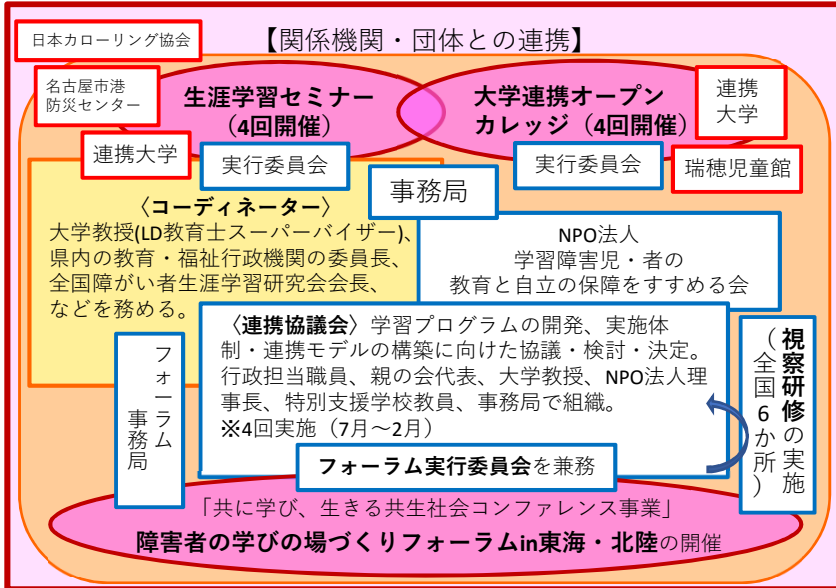 【関係機関・団体との連携】
日本カローリング協会
名古屋市港
防災センター
連携大学
生涯学習セミナー
（4回開催）
実行委員会
大学連携オープン
カレッジ（4回開催）
実行委員会
連携
大学
瑞穂児童館
事務局
〈コーディネーター〉
大学教授(LD教育士スーパーバイザー)、
県内の教育・福祉行政機関の委員長、
全国障がい者生涯学習研究会会長、
などを務める。
NPO法人
学習障害児・者の
教育と自立の保障をすすめる会
〈連携協議会〉学習プログラムの開発、実施体
制・連携モデルの構築に向けた協議・検討・決定。
行政担当職員、親の会代表、大学教授、NPO法人理
事長、特別支援学校教員、事務局で組織。
※4回実施（7月～2月）
フォーラム
事務局
視察研修の実施
（全国6か所）
フォーラム実行委員会を兼務
「共に学び、生きる共生社会コンファレンス事業」
障害者の学びの場づくりフォーラムin東海・北陸の開催